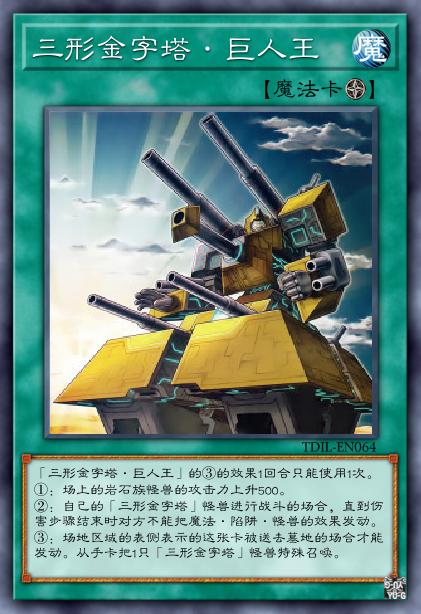 三形金字塔・巨人王
魔
【魔法卡】
TDIL-EN064
「三形金字塔・巨人王」的③的效果1回合只能使用1次。
①：场上的岩石族怪兽的攻击力上升500。
②：自己的「三形金字塔」怪兽进行战斗的场合，直到伤
害步骤结束时对方不能把魔法・陷阱・怪兽的效果发动。
③：场地区域的表侧表示的这张卡被送去墓地的场合才能
发动。从手卡把1只「三形金字塔」怪兽特殊召唤。